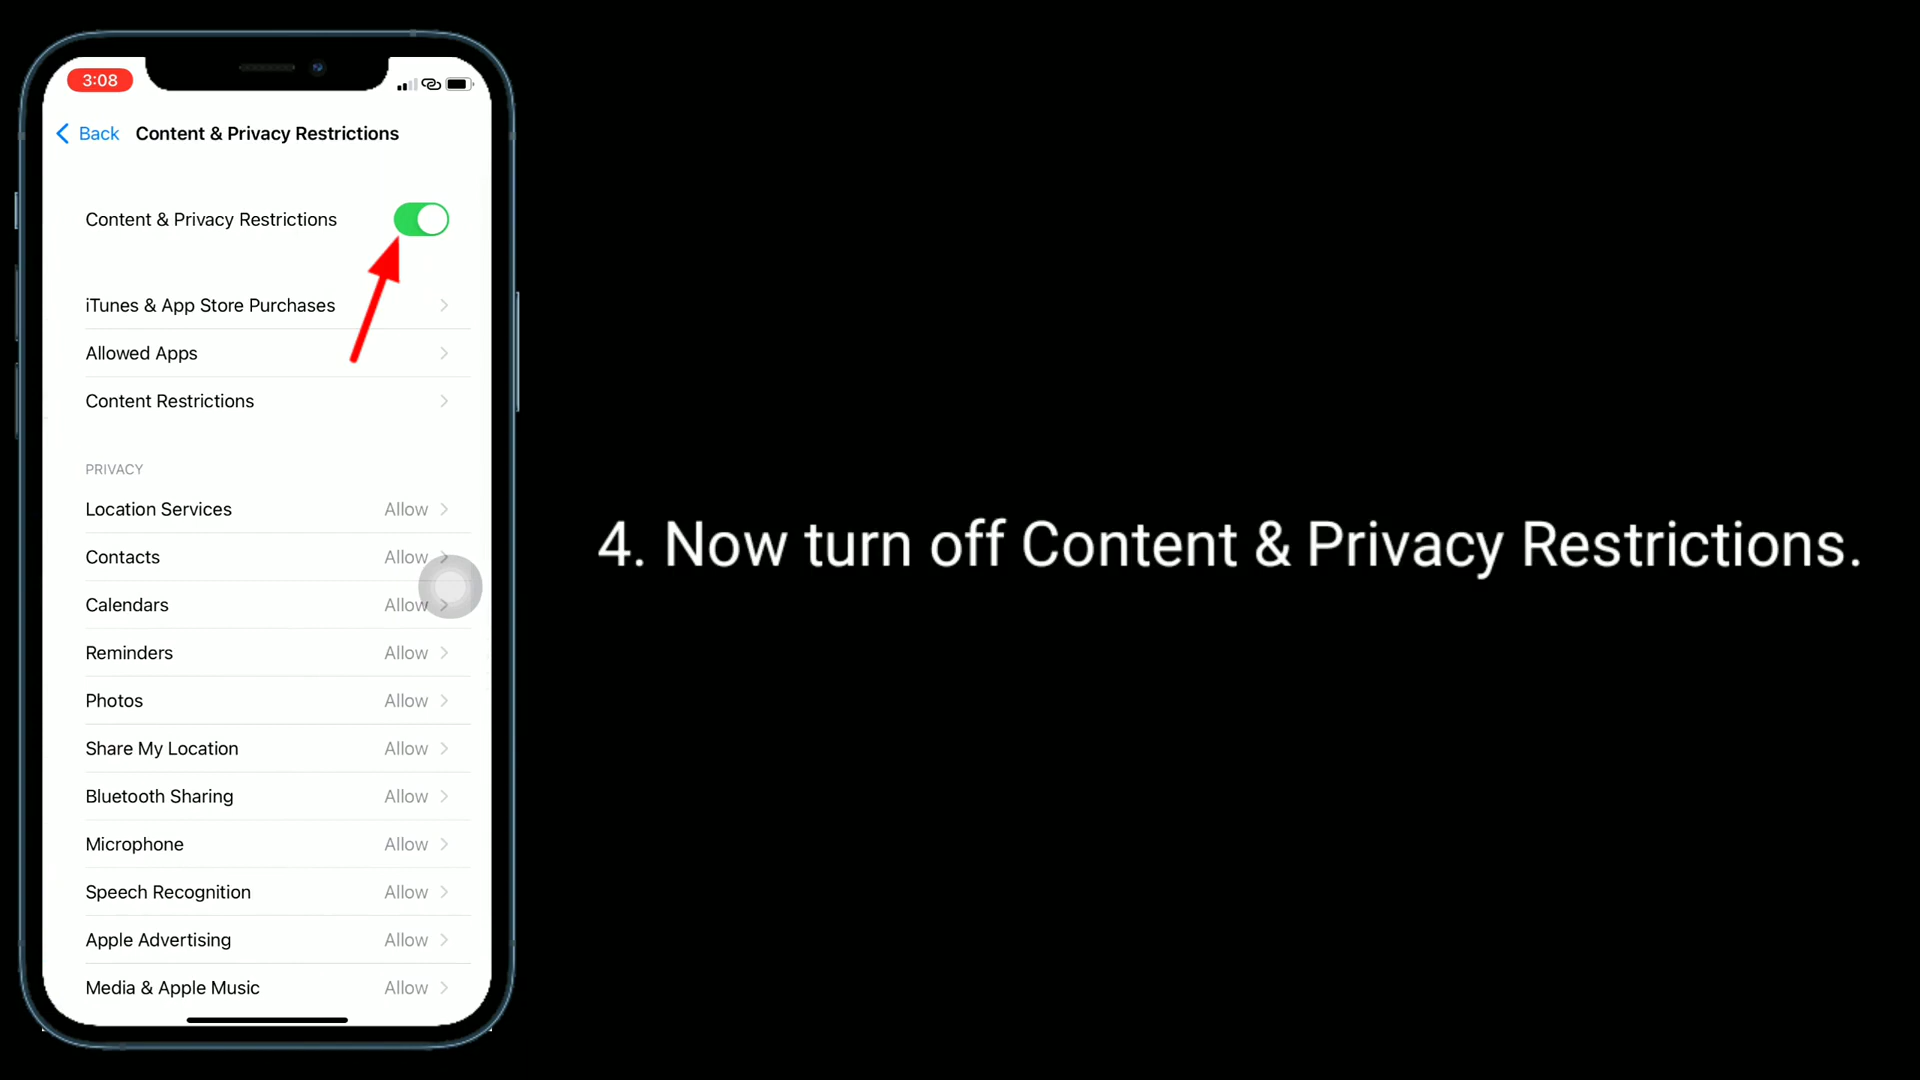 3:08
Back Content & Privacy Restrictions
Content & Privacy Restrictions
iTunes & App Store Purchases
Allowed Apps
Content Restrictions
PRIVACY
Location Services Allow
Contacts Allow
Calendars Allow
Reminders Allow
Photos Allow
Share My Location Allow
Bluetooth Sharing Allow
Microphone Allow
Speech Recognition Allow
Apple Advertising Allow
Media & Apple Music Allow
4. Now turn off Content & Privacy Restrictions.